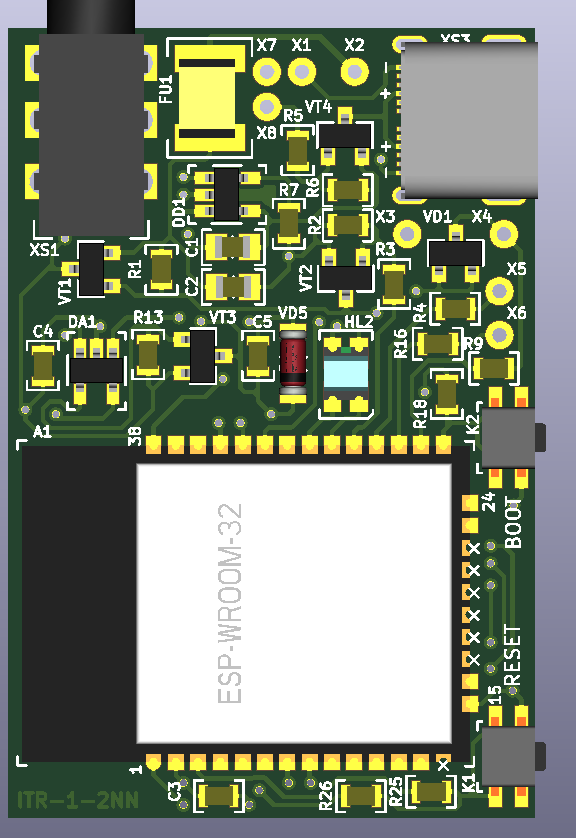 X7 X1 X2 XS3
FU1
X8 R5 VT4
- +
+ -
DD1 R7 R6
R2 X3 VD1 X4
XS1 C1
VT1 R1 C2 VT2 R3 X5
R4 X6
C4 DA1 R13 VT3 C5 VD5 HL2 R16 R9
R18 K2
A1 38
24
BOOT
ESP-WROOM-32
RESET
15
1 K1
C3 R26 R25
ITR-1-2NN